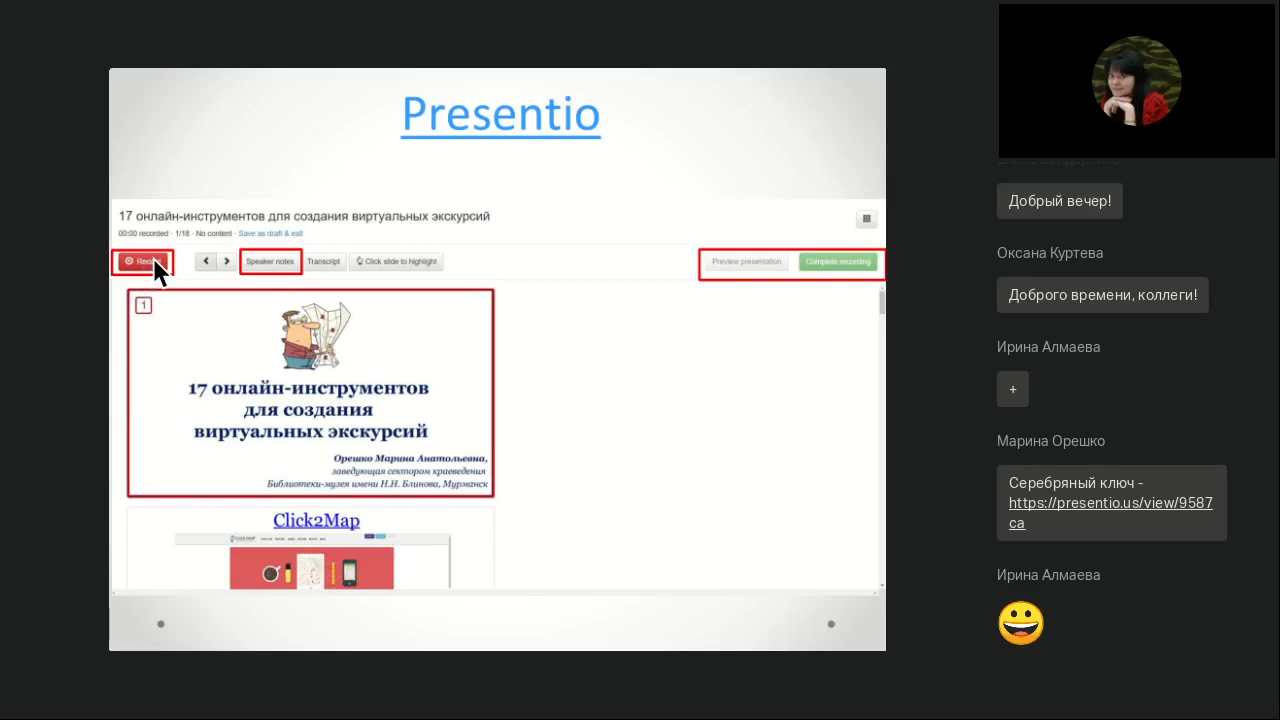 Presentio
17 онлайн-инструментов для создания виртуальных экскурсий
00:00 recorded · 1/18 · No content · Save as draft & exit
Speaker notes
Transcript
Click slide to highlight
Preview presentation
Complete recording
1
17 онлайн-инструментов
для создания
виртуальных экскурсий
Орешко Марина Анатольевна,
заведующая сектором краеведения
Библиотеки-музея имени Н.Н. Блинова, Мурманск
Click2Map
Добрый вечер!
Оксана Куртева
Доброго времени, коллеги!
Ирина Алмаева
+
Марина Орешко
Серебряный ключ -
https://presentio.us/view/9587
ca
Ирина Алмаева